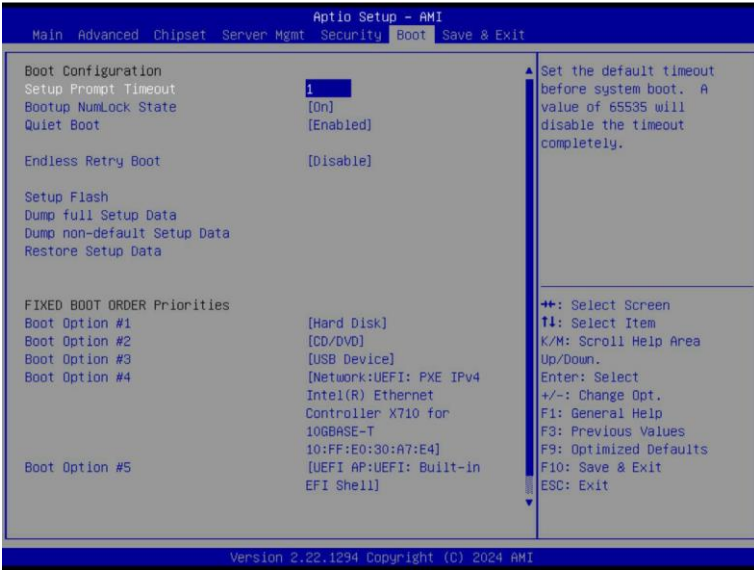 Aptio Setup – AMI
Main Advanced Chipset Server Mgmt Security Boot Save & Exit
Boot Configuration
Setup Prompt Timeout 1
Bootup NumLock State [On]
Quiet Boot [Enabled]
Endless Retry Boot [Disable]
Setup Flash
Dump full Setup Data
Dump non-default Setup Data
Restore Setup Data
FIXED BOOT ORDER Priorities
Boot Option #1 [Hard Disk]
Boot Option #2 [CD/DVD]
Boot Option #3 [USB Device]
Boot Option #4 [Network:UEFI: PXE IPv4
Intel(R) Ethernet
Controller X710 for
10GBASE-T
10:FF:E0:30:A7:E4]
Boot Option #5 [UEFI AP:UEFI: Built-in
EFI Shell]
Set the default timeout
before system boot. A
value of 65535 will
disable the timeout
completely.
→←: Select Screen
↑↓: Select Item
K/M: Scroll Help Area
Up/Down.
Enter: Select
+/-: Change Opt.
F1: General Help
F3: Previous Values
F9: Optimized Defaults
F10: Save & Exit
ESC: Exit
Version 2.22.1294 Copyright (C) 2024 AMI